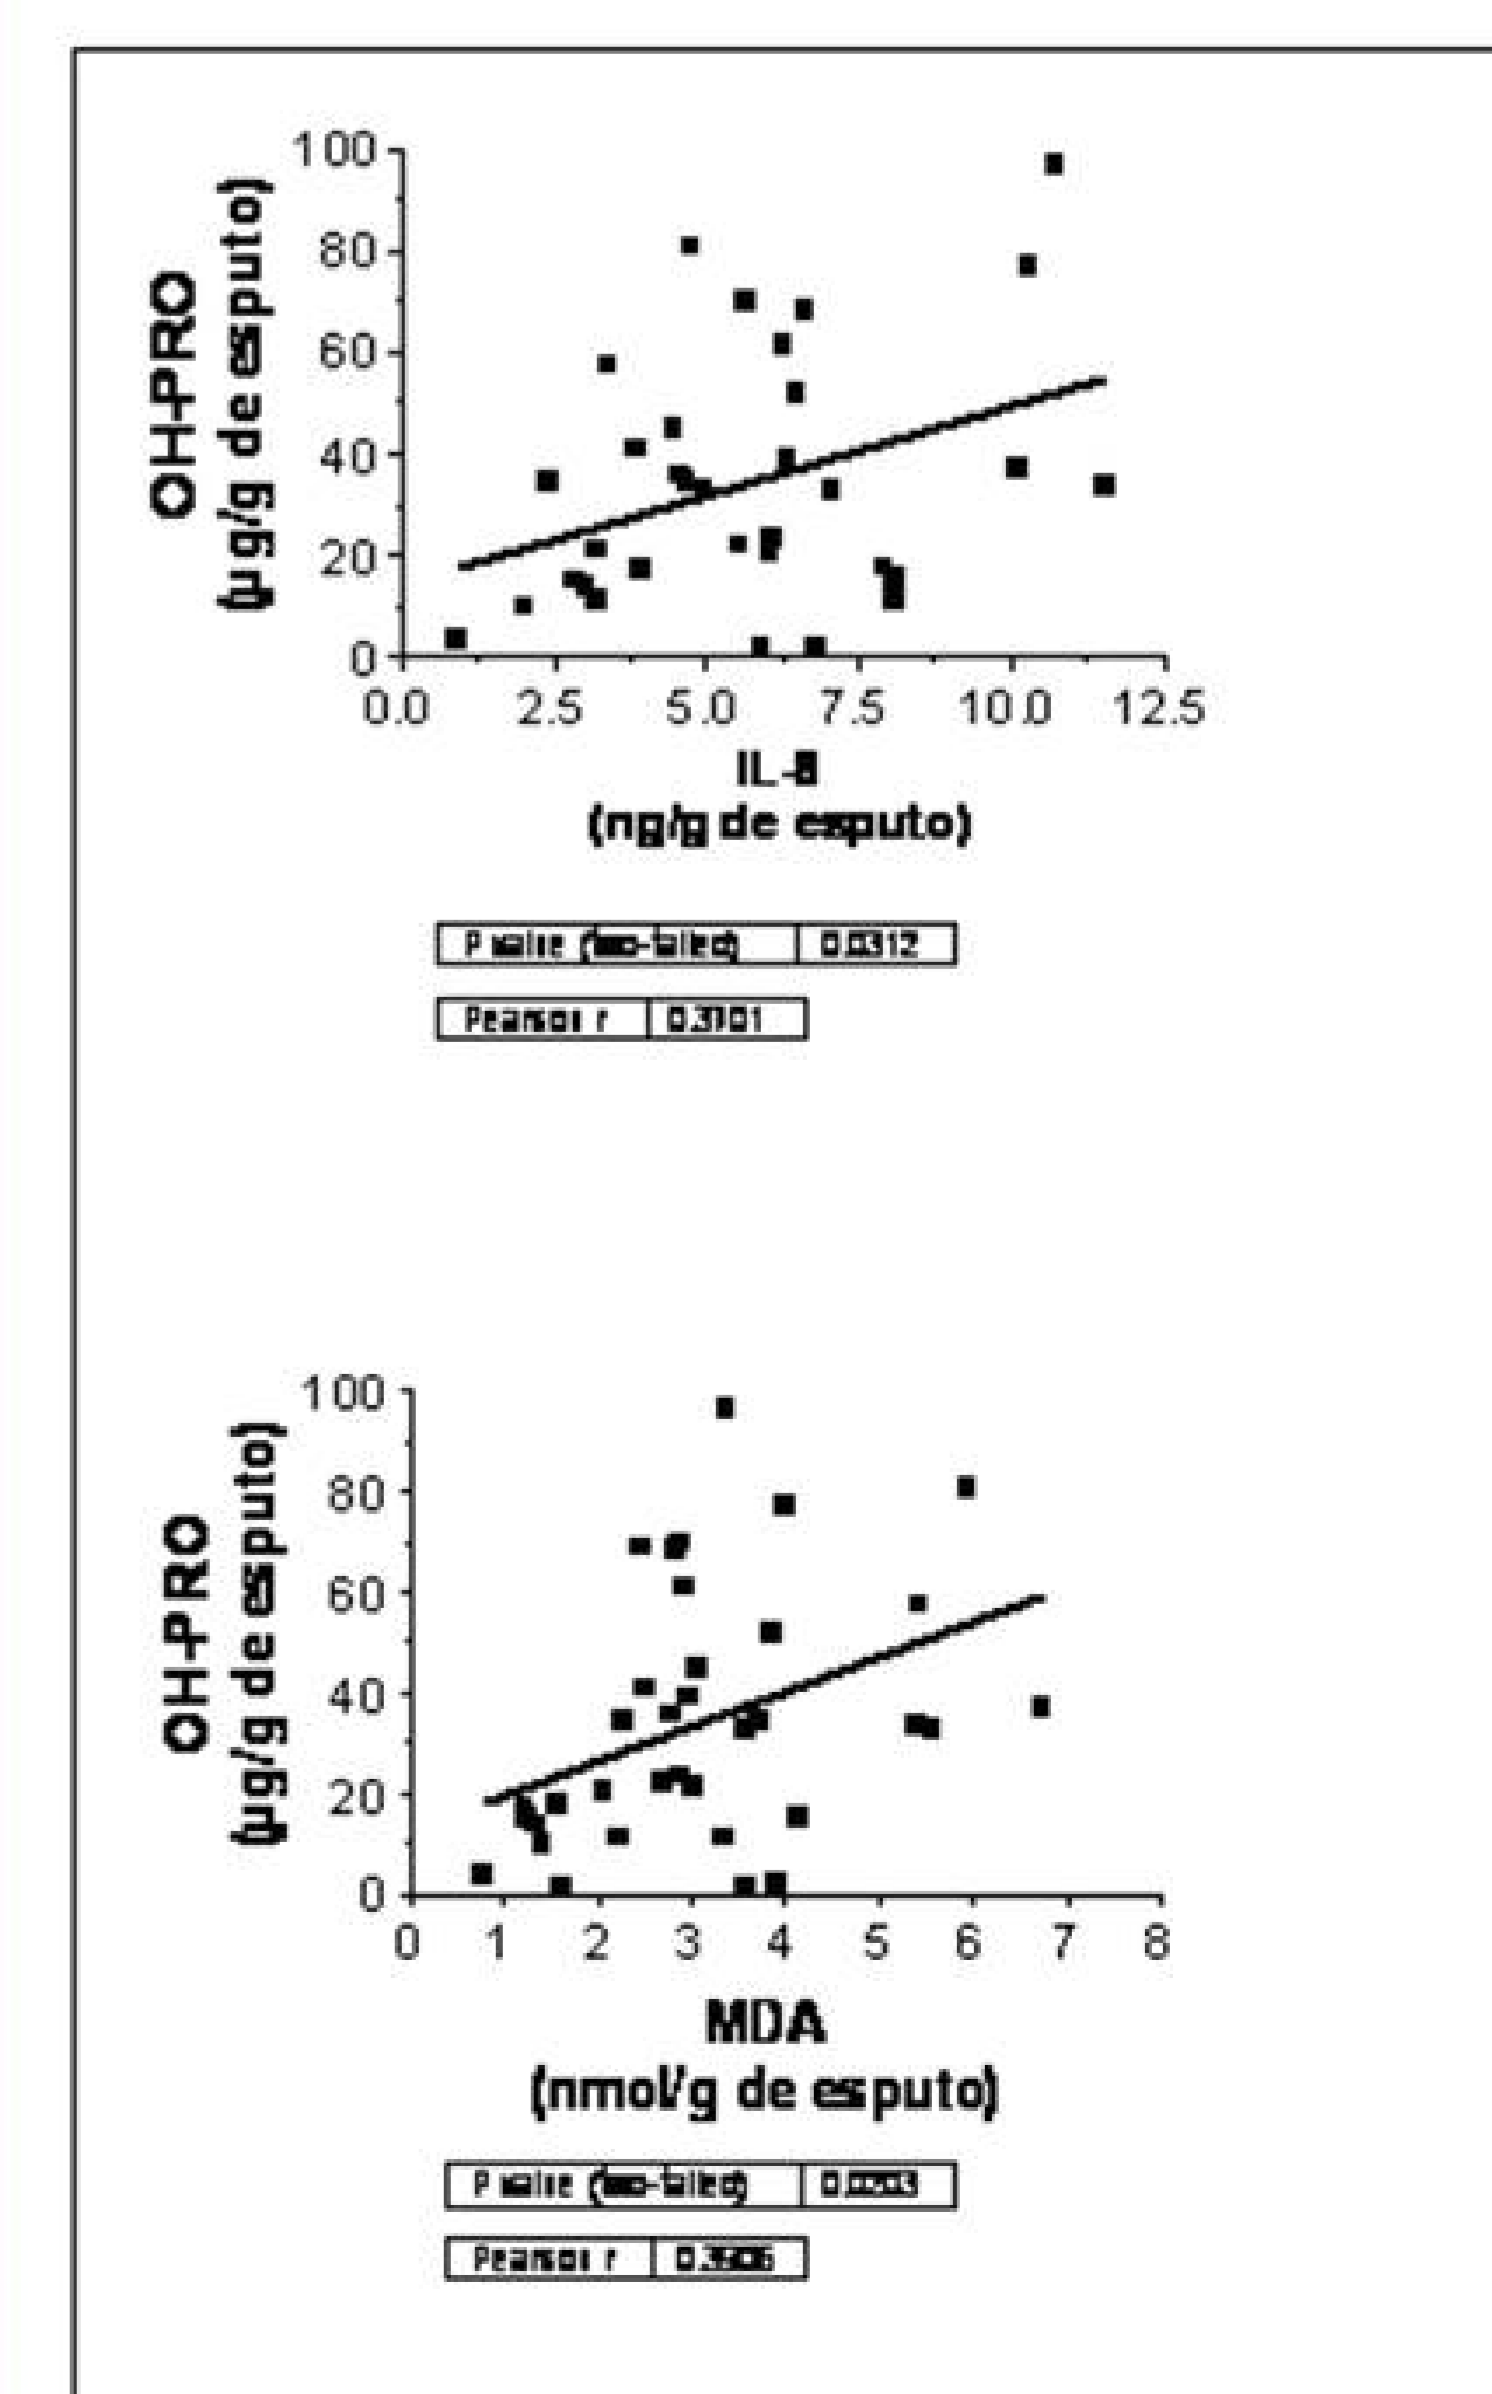 100
80
60
40
20
0
OH-PRO
(µg/g de esputo)
0.0 2.5 5.0 7.5 10.0 12.5
IL-8
(ng/g de esputo)
P value (two-tailed) 0.0312
Pearson r
100
80
60
40
20
0
OH-PRO
(µg/g de esputo)
0 1 2 3 4 5 6 7 8
MDA
(nmol/g de esputo)
P value (two-tailed)
Pearson r